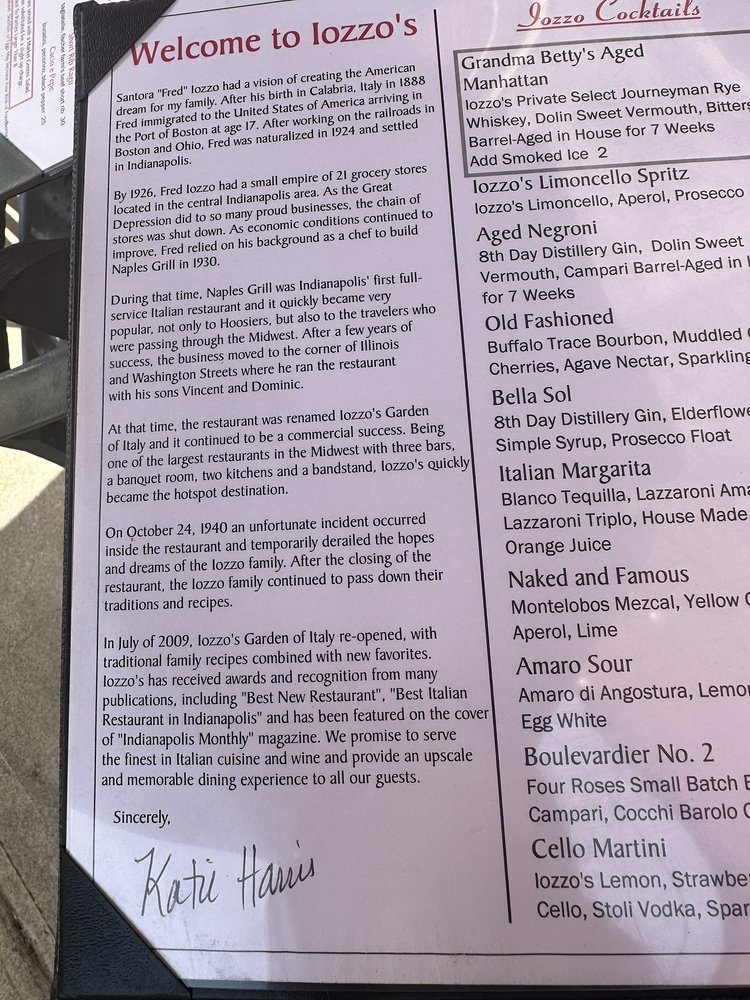 Welcome to Iozzo's
Santora "Fred" Iozzo had a vision of creating the American
dream for my family. After his birth in Calabria, Italy in 1888
Fred immigrated to the United States of America arriving in
the Port of Boston at age 17. After working on the railroads in
Boston and Ohio, Fred was naturalized in 1924 and settled
in Indianapolis.
By 1926, Fred Iozzo had a small empire of 21 grocery stores
located in the central Indianapolis area. As the Great
Depression did to so many proud businesses, the chain of
stores was shut down. As economic conditions continued to
improve, Fred relied on his background as a chef to build
Naples Grill in 1930.
During that time, Naples Grill was Indianapolis' first full-
service Italian restaurant and it quickly became very
popular, not only to Hoosiers, but also to the travelers who
were passing through the Midwest. After a few years of
success, the business moved to the corner of Illinois
and Washington Streets where he ran the restaurant
with his sons Vincent and Dominic.
At that time, the restaurant was renamed Iozzo's Garden
of Italy and it continued to be a commercial success. Being
one of the largest restaurants in the Midwest with three bars,
a banquet room, two kitchens and a bandstand, Iozzo's quickly
became the hotspot destination.
On October 24, 1940 an unfortunate incident occurred
inside the restaurant and temporarily derailed the hopes
and dreams of the Iozzo family. After the closing of the
restaurant, the Iozzo family continued to pass down their
traditions and recipes.
In July of 2009, Iozzo's Garden of Italy re-opened, with
traditional family recipes combined with new favorites.
Iozzo's has received awards and recognition from many
publications, including "Best New Restaurant", "Best Italian
Restaurant in Indianapolis" and has been featured on the cover
of "Indianapolis Monthly" magazine. We promise to serve
the finest in Italian cuisine and wine and provide an upscale
and memorable dining experience to all our guests.
Sincerely,
Katie Harris
Iozzo Cocktails
Grandma Betty's Aged
Manhattan
Iozzo's Private Select Journeyman Rye
Whiskey, Dolin Sweet Vermouth, Bitters
Barrel-Aged in House for 7 Weeks
Add Smoked Ice 2
Iozzo's Limoncello Spritz
Iozzo's Limoncello, Aperol, Prosecco
Aged Negroni
8th Day Distillery Gin, Dolin Sweet
Vermouth, Campari Barrel-Aged in
for 7 Weeks
Old Fashioned
Buffalo Trace Bourbon, Muddled
Cherries, Agave Nectar, Sparkling
Bella Sol
8th Day Distillery Gin, Elderflowe
Simple Syrup, Prosecco Float
Italian Margarita
Blanco Tequilla, Lazzaroni Ama
Lazzaroni Triplo, House Made
Orange Juice
Naked and Famous
Montelobos Mezcal, Yellow
Aperol, Lime
Amaro Sour
Amaro di Angostura, Lemo
Egg White
Boulevardier No. 2
Four Roses Small Batch
Campari, Cocchi Barolo
Cello Martini
Iozzo's Lemon, Strawbe
Cello, Stoli Vodka, Spar
Short Rib Ragu
Cacio e Pepe
bucatini, pecorino, black pepper 25